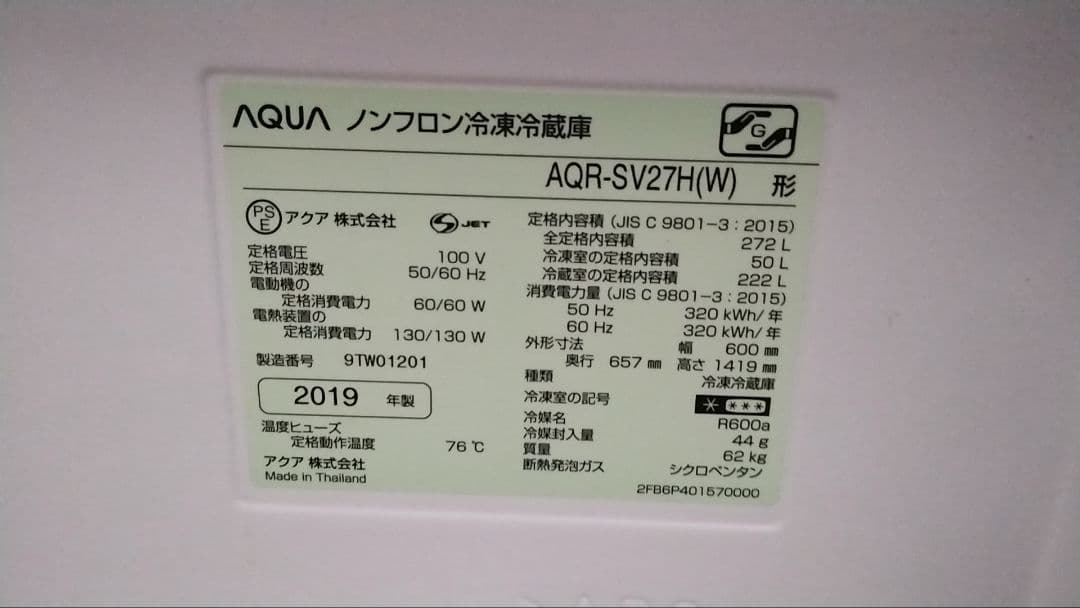 AQUA ノンフロン冷凍冷蔵庫
G
AQR-SV27H(W) 形
PS
E
アクア 株式会社
S JET
定格電圧 100 V
定格周波数 50/60 Hz
電動機の
定格消費電力 60/60 W
電熱装置の
定格消費電力 130/130 W
製造番号 9TW01201
2019 年製
温度ヒューズ
定格動作温度 76 ℃
アクア 株式会社
Made in Thailand
定格内容積 (JIS C 9801-3:2015)
全定格内容積 272 L
冷凍室の定格内容積 50 L
冷蔵室の定格内容積 222 L
消費電力量 (JIS C 9801-3:2015)
50 Hz 320 kWh/年
60 Hz 320 kWh/年
外形寸法 幅 600 ㎜
奥行 657 ㎜ 高さ 1419 ㎜
種類 冷凍冷蔵庫
冷凍室の記号 * ***
冷媒名 R600a
冷媒封入量 44 g
質量 62 kg
断熱発泡ガス シクロペンタン
2FB6P401570000